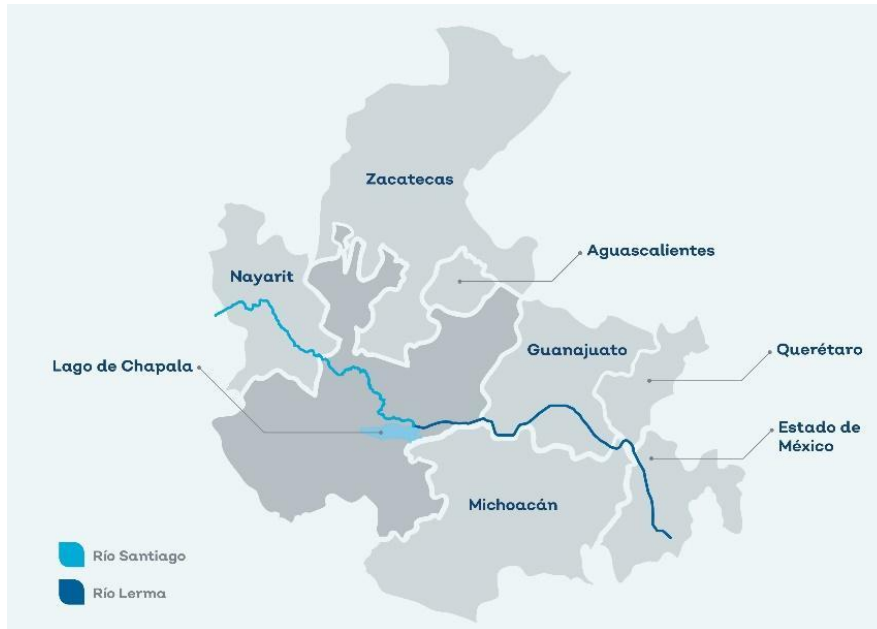 Zacatecas
Aguascalientes
Nayarit
Guanajuato
Querétaro
Lago de Chapala
Estado de
México
Michoacán
Río Santiago
Río Lerma